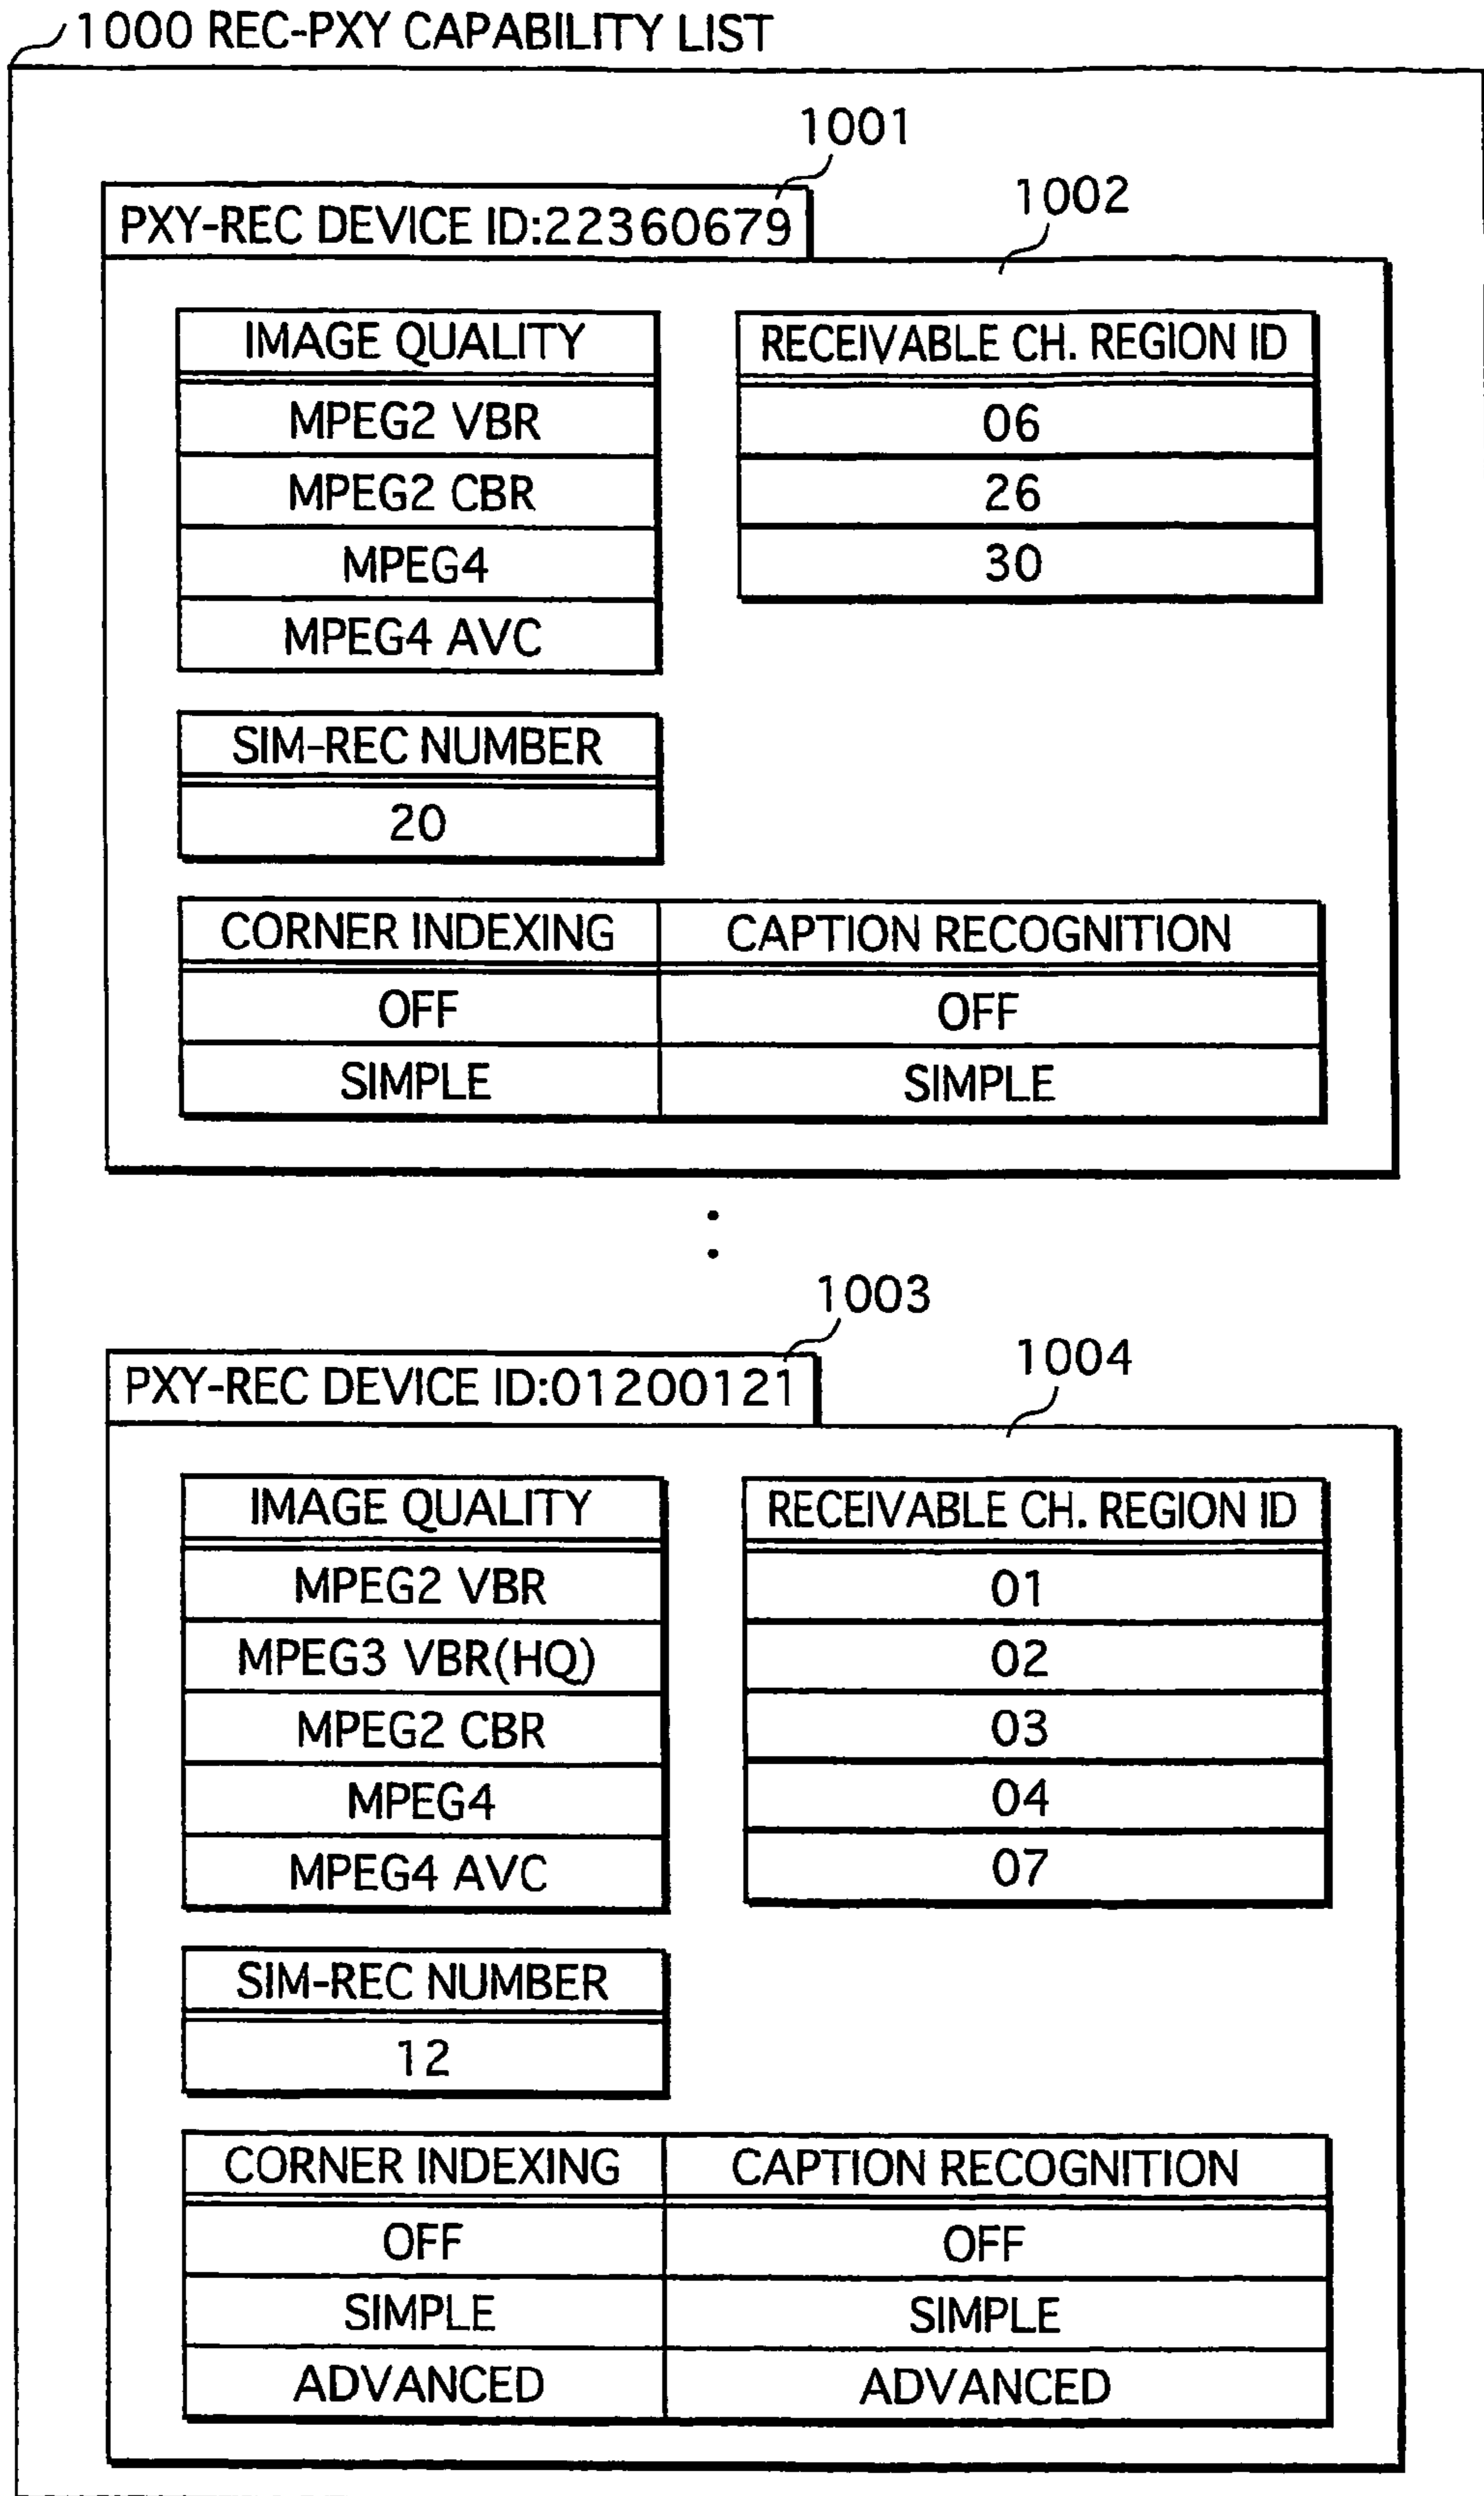 1000 REC-PXY CAPABILITY LIST
1001
PXY-REC DEVICE ID:22360679
1002
IMAGE QUALITY
MPEG2 VBR
MPEG2 CBR
MPEG4
MPEG4 AVC
RECEIVABLE CH. REGION ID
06
26
30
SIM-REC NUMBER
20
CORNER INDEXING CAPTION RECOGNITION
OFF OFF
SIMPLE SIMPLE
1003
PXY-REC DEVICE ID:01200121
1004
IMAGE QUALITY
MPEG2 VBR
MPEG3 VBR(HQ)
MPEG2 CBR
MPEG4
MPEG4 AVC
RECEIVABLE CH. REGION ID
01
02
03
04
07
SIM-REC NUMBER
12
CORNER INDEXING CAPTION RECOGNITION
OFF OFF
SIMPLE SIMPLE
ADVANCED ADVANCED